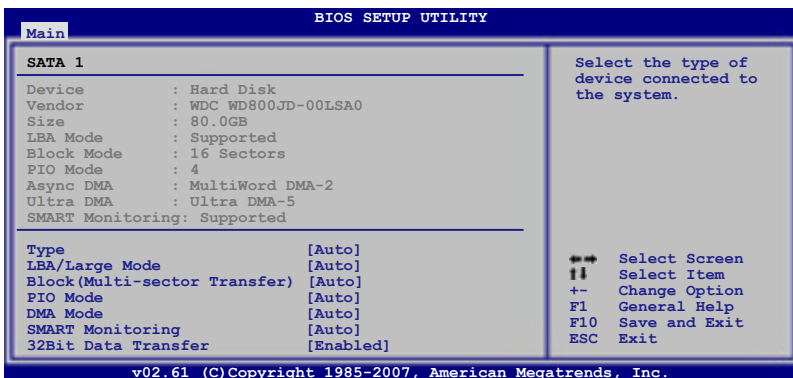 BIOS SETUP UTILITY
Main
SATA 1
Device : Hard Disk
Vendor : WDC WD800JD-00LSA0
Size : 80.0GB
LBA Mode : Supported
Block Mode : 16 Sectors
PIO Mode : 4
Async DMA : MultiWord DMA-2
Ultra DMA : Ultra DMA-5
SMART Monitoring: Supported
Type [Auto]
LBA/Large Mode [Auto]
Block(Multi-sector Transfer) [Auto]
PIO Mode [Auto]
DMA Mode [Auto]
SMART Monitoring [Auto]
32Bit Data Transfer [Enabled]
Select the type of
device connected to
the system.
←→ Select Screen
↑↓ Select Item
+- Change Option
F1 General Help
F10 Save and Exit
ESC Exit
v02.61 (C)Copyright 1985-2007, American Megatrends, Inc.